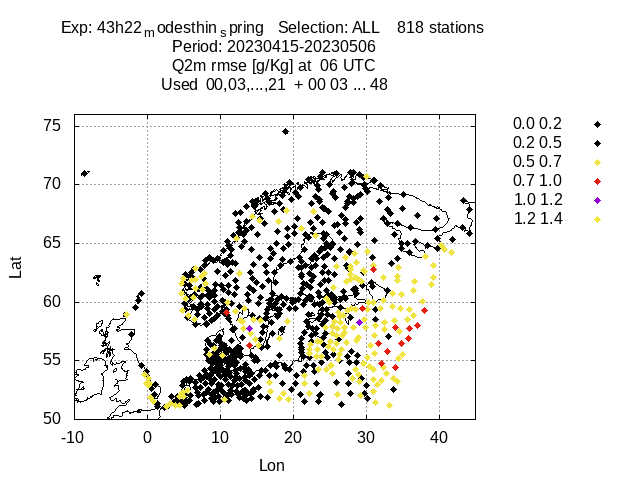 Exp: 43h22modesthinspring Selection: ALL 818 stations
Period: 20230415-20230506
Q2m rmse [g/Kg] at 06 UTC
Used 00,03,...,21 + 00 03 ... 48
75
70
65
60
55
50
Lat
-10 0 10 20 30 40
Lon
0.0 0.2
0.2 0.5
0.5 0.7
0.7 1.0
1.0 1.2
1.2 1.4